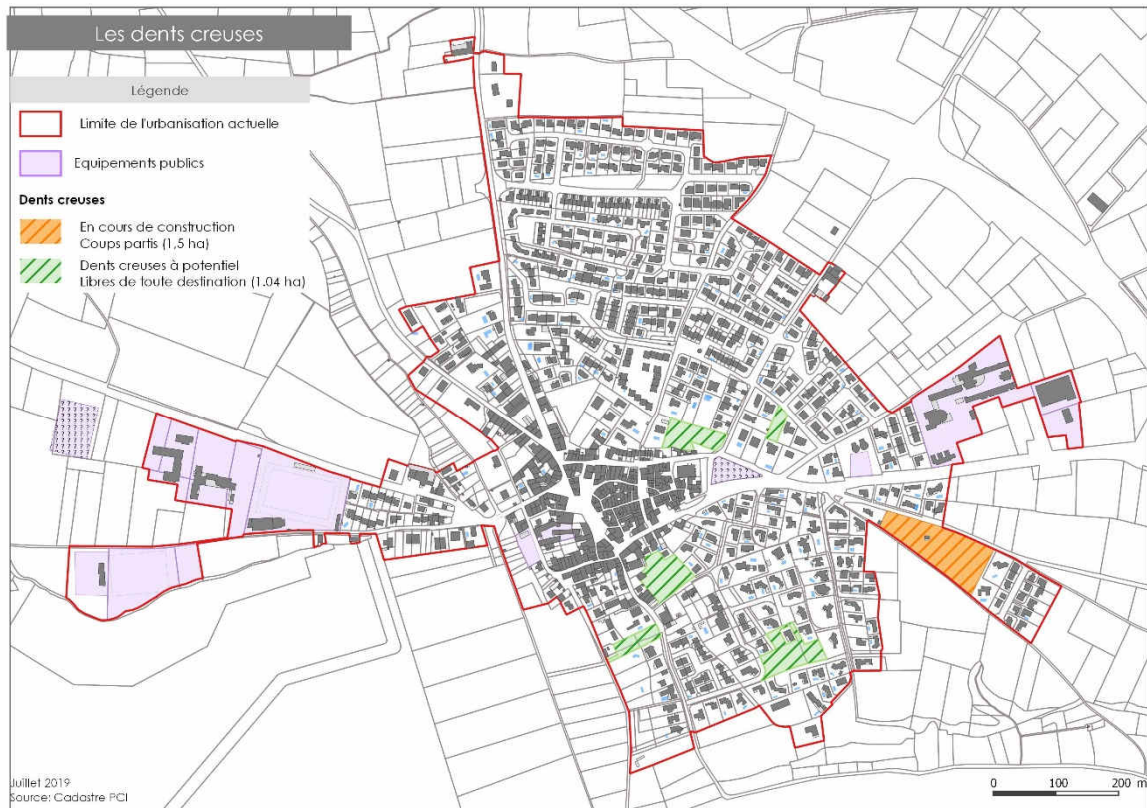 Les dents creuses
Légende
Limite de l'urbanisation actuelle
Equipements publics
Dents creuses
En cours de construction
Coups partis (1,5 ha)
Dents creuses à potentiel
Libres de toute destination (1.04 ha)
Juillet 2019
Source: Cadastre PCI
0 100 200 m